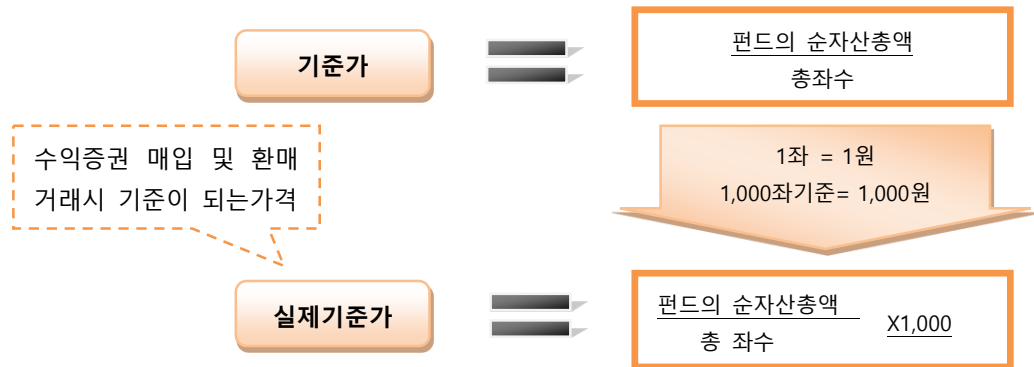 기준가
펀드의 순자산총액
총좌수
수익증권 매입 및 환매
거래시 기준이 되는가격
1좌 = 1원
1,000좌기준= 1,000원
실제기준가
펀드의 순자산총액
총 좌수
X1,000